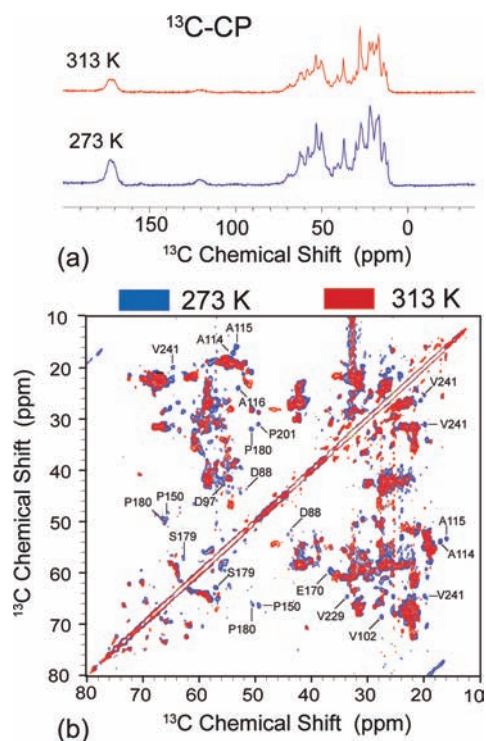 ¹³C-CP
313 K
273 K
150 100 50 0
(a) ¹³C Chemical Shift (ppm)
273 K 313 K
10
20
30
40
50
60
70
80
¹³C Chemical Shift (ppm)
A115
A114
V241
A116
P201
P180
D88
D97
P150
P180
S179
S179
P180
P150
V241
V241
D88
A115
A114
E170
V241
V229
V102
80 70 60 50 40 30 20 10
(b) ¹³C Chemical Shift (ppm)